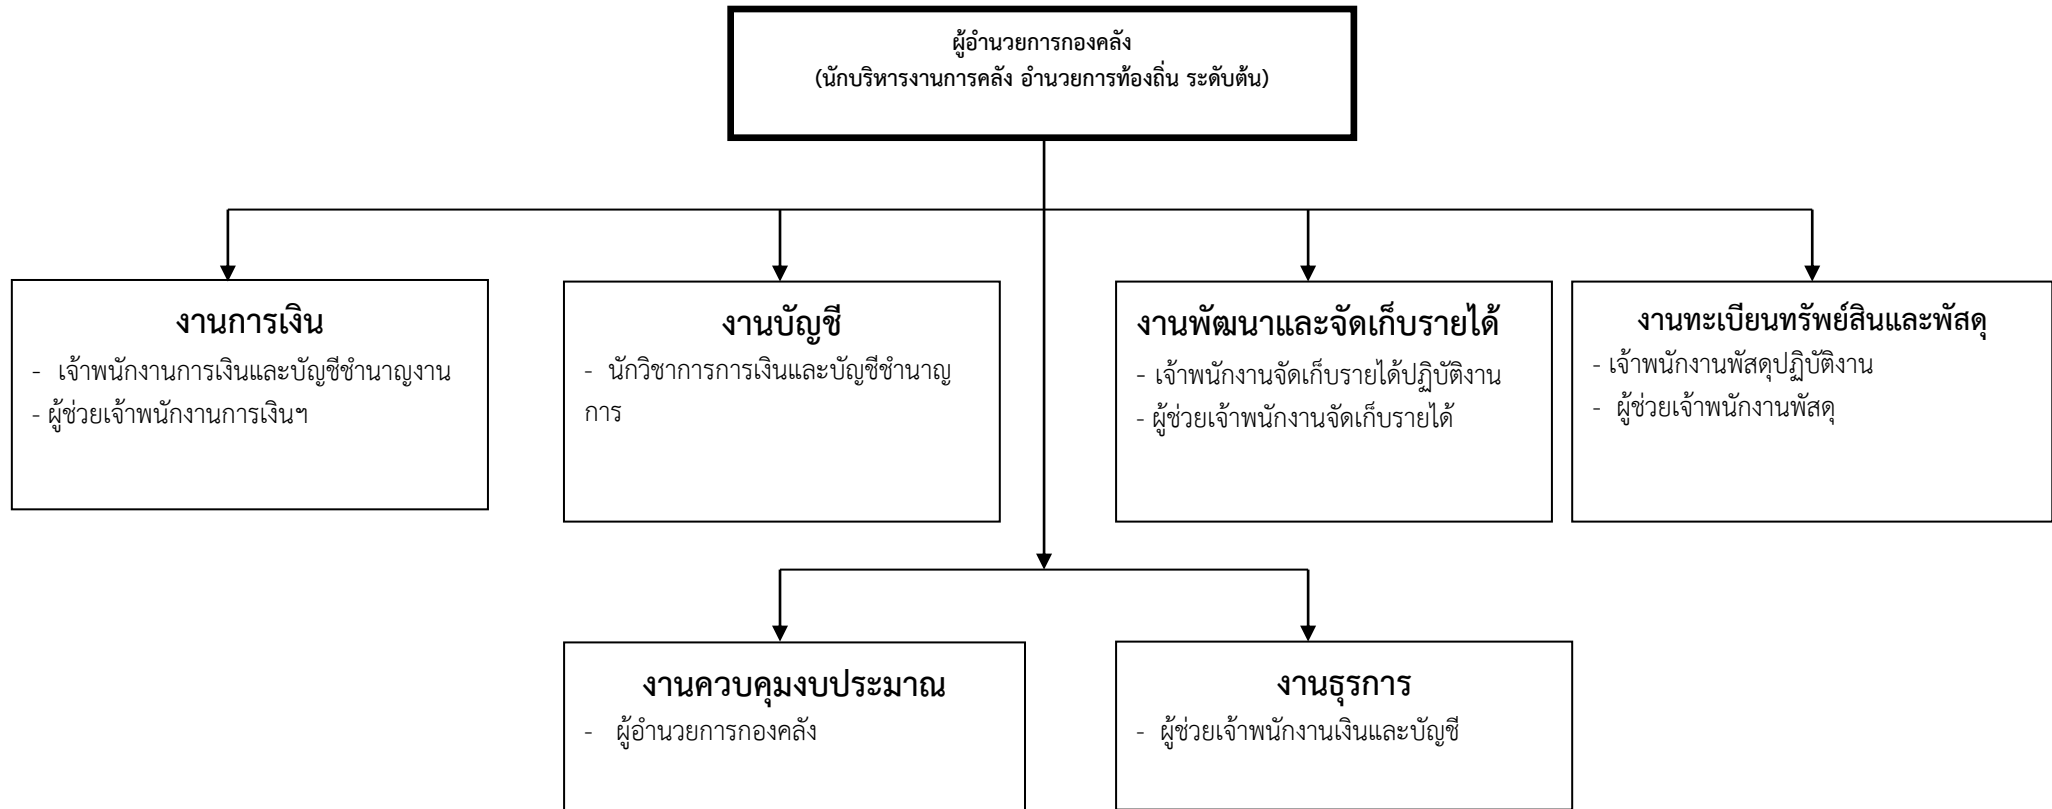 ผู้อำนวยการกองคลัง
(นักบริหารงานการคลัง อำนวยการท้องถิ่น ระดับต้น)
งานการเงิน
- เจ้าพนักงานการเงินและบัญชีชำนาญงาน
- ผู้ช่วยเจ้าพนักงานการเงินฯ
งานบัญชี
- นักวิชาการการเงินและบัญชีชำนาญ
การ
งานพัฒนาและจัดเก็บรายได้
- เจ้าพนักงานจัดเก็บรายได้ปฏิบัติงาน
- ผู้ช่วยเจ้าพนักงานจัดเก็บรายได้
งานทะเบียนทรัพย์สินและพัสดุ
- เจ้าพนักงานพัสดุปฏิบัติงาน
- ผู้ช่วยเจ้าพนักงานพัสดุ
งานควบคุมงบประมาณ
- ผู้อำนวยการกองคลัง
งานธุรการ
- ผู้ช่วยเจ้าพนักงานเงินและบัญชี